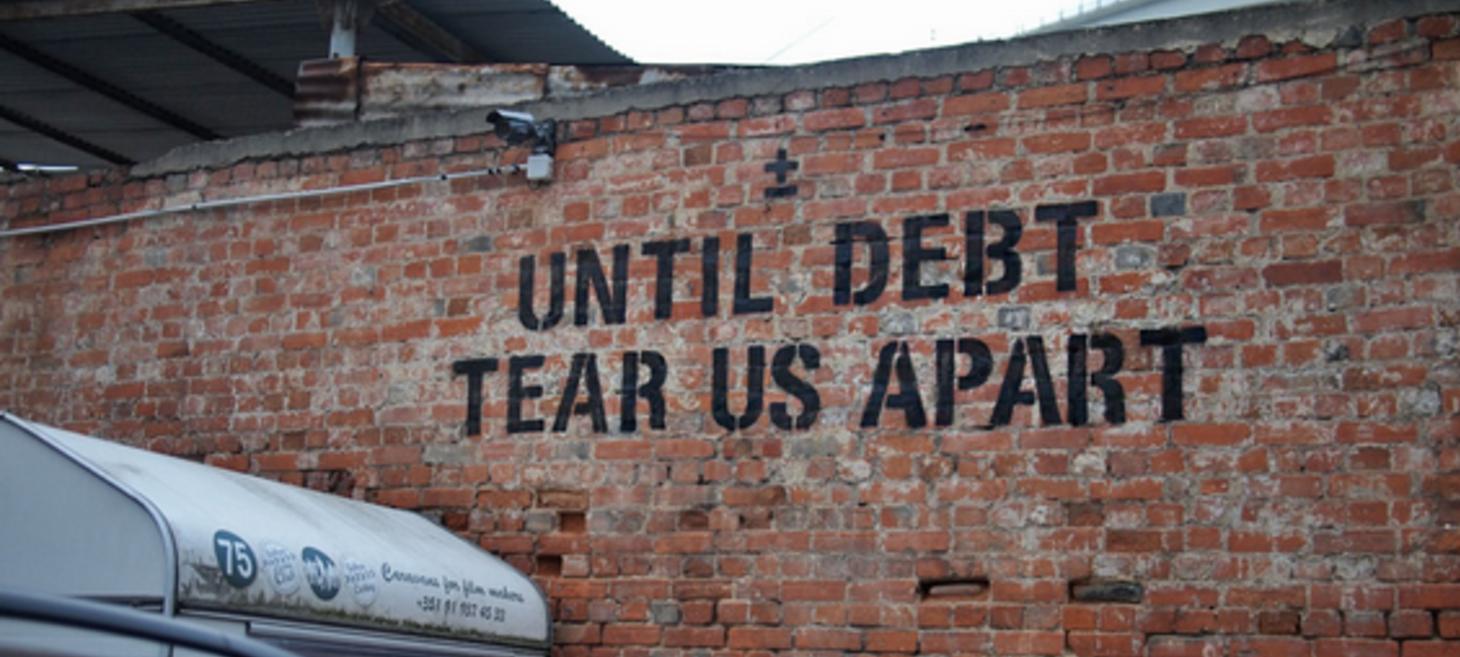 ±
UNTIL DEBT
TEAR US APART
75
Caravans for film makers
+351 91 937 45 33